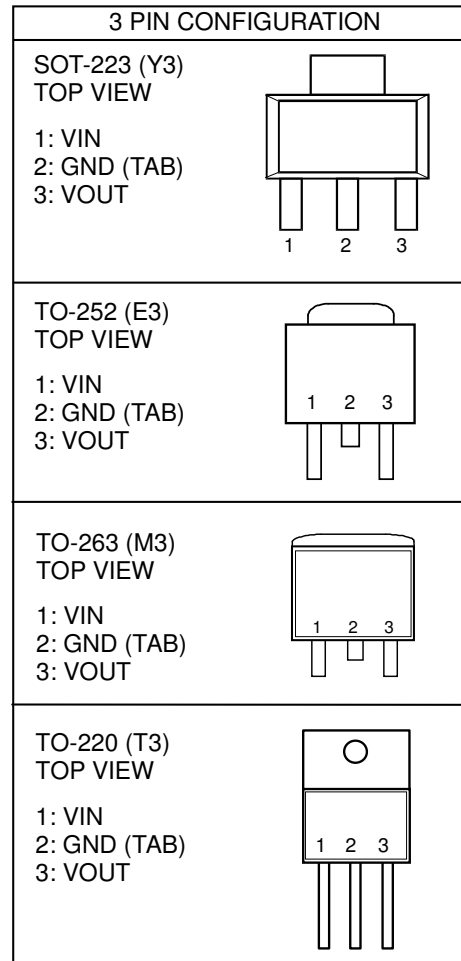 3 PIN CONFIGURATION
SOT-223 (Y3)
TOP VIEW
1: VIN
2: GND (TAB)
3: VOUT
1 2 3
TO-252 (E3)
TOP VIEW
1: VIN
2: GND (TAB)
3: VOUT
1 2 3
TO-263 (M3)
TOP VIEW
1: VIN
2: GND (TAB)
3: VOUT
1 2 3
TO-220 (T3)
TOP VIEW
1: VIN
2: GND (TAB)
3: VOUT
1 2 3